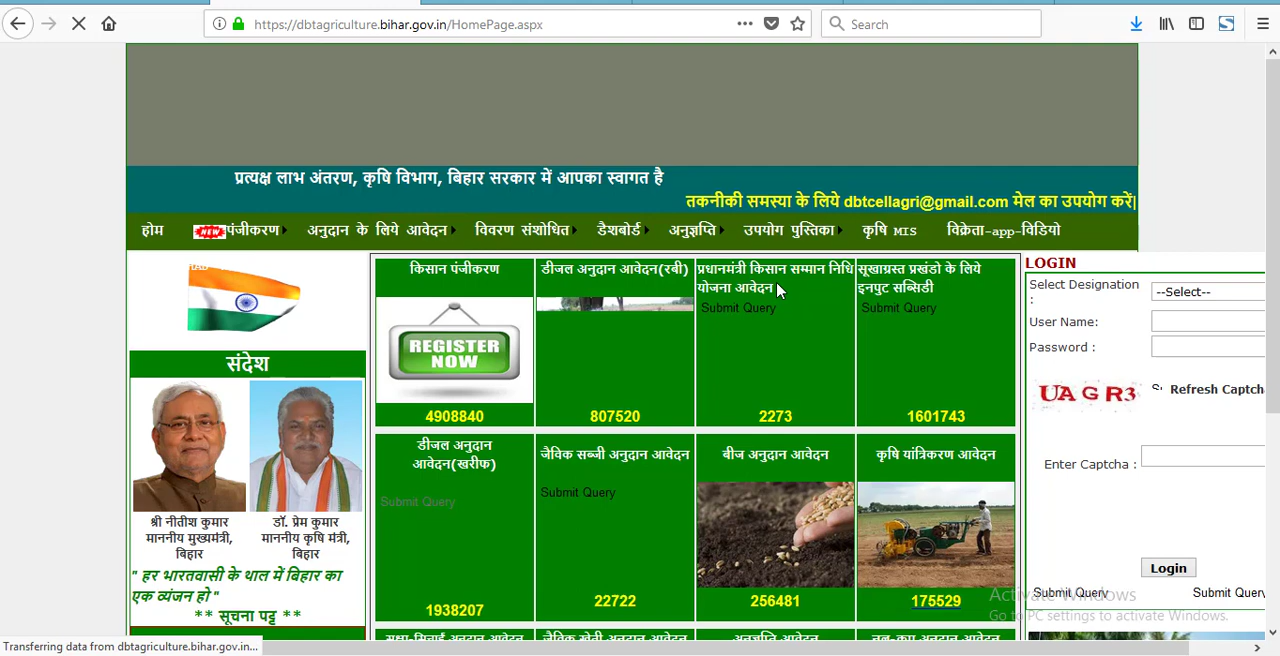 https://dbtagriculture.bihar.gov.in/HomePage.aspx
Search
प्रत्यक्ष लाभ अंतरण, कृषि विभाग, बिहार सरकार में आपका स्वागत है
तकनीकी समस्या के लिये dbtcellagri@gmail.com मेल का उपयोग करें|
होम NEW पंजीकरण अनुदान के लिये आवेदन विवरण संशोधित डैशबोर्ड अनुज्ञप्ति उपयोग पुस्तिका कृषि MIS विक्रेता-app-विडियो
संदेश
श्री नीतीश कुमार
माननीय मुख्यमंत्री,
बिहार
डॉ. प्रेम कुमार
माननीय कृषि मंत्री,
बिहार
" हर भारतवासी के थाल में बिहार का
एक व्यंजन हो "
** सूचना पट्ट **
किसान पंजीकरण
REGISTER
NOW
4908840
डीजल अनुदान आवेदन(रबी)
807520
प्रधानमंत्री किसान सम्मान निधि
योजना आवेदन
Submit Query
2273
सूखाग्रस्त प्रखंडो के लिये
इनपुट सब्सिडी
Submit Query
1601743
डीजल अनुदान
आवेदन(खरीफ)
Submit Query
1938207
जैविक सब्जी अनुदान आवेदन
Submit Query
22722
बीज अनुदान आवेदन
256481
कृषि यांत्रिकरण आवेदन
175529
LOGIN
Select Designation
:
--Select--
User Name:
Password :
UAGR3
Refresh Captcha
Enter Captcha :
Login
Submit Query
Submit Query
Activate Windows
Go to PC settings to activate Windows.
Transferring data from dbtagriculture.bihar.gov.in...